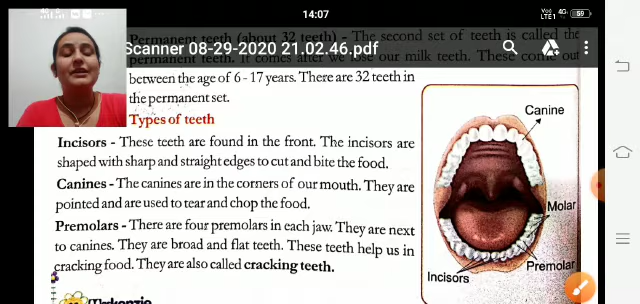 14:07
Vo) 4G
LTE1
59
Permanent teeth (about 32 teeth) - The second set of teeth is called the
Scanner 08-29-2020 21.02.46.pdf
permanent teeth. It comes after we lose our milk teeth. These come out
between the age of 6 - 17 years. There are 32 teeth in
the permanent set.
Types of teeth
Incisors - These teeth are found in the front. The incisors are
shaped with sharp and straight edges to cut and bite the food.
Canines - The canines are in the corners of our mouth. They are
pointed and are used to tear and chop the food.
Premolars - There are four premolars in each jaw. They are next
to canines. They are broad and flat teeth. These teeth help us in
cracking food. They are also called cracking teeth.
Canine
Molar
Premolar
Incisors